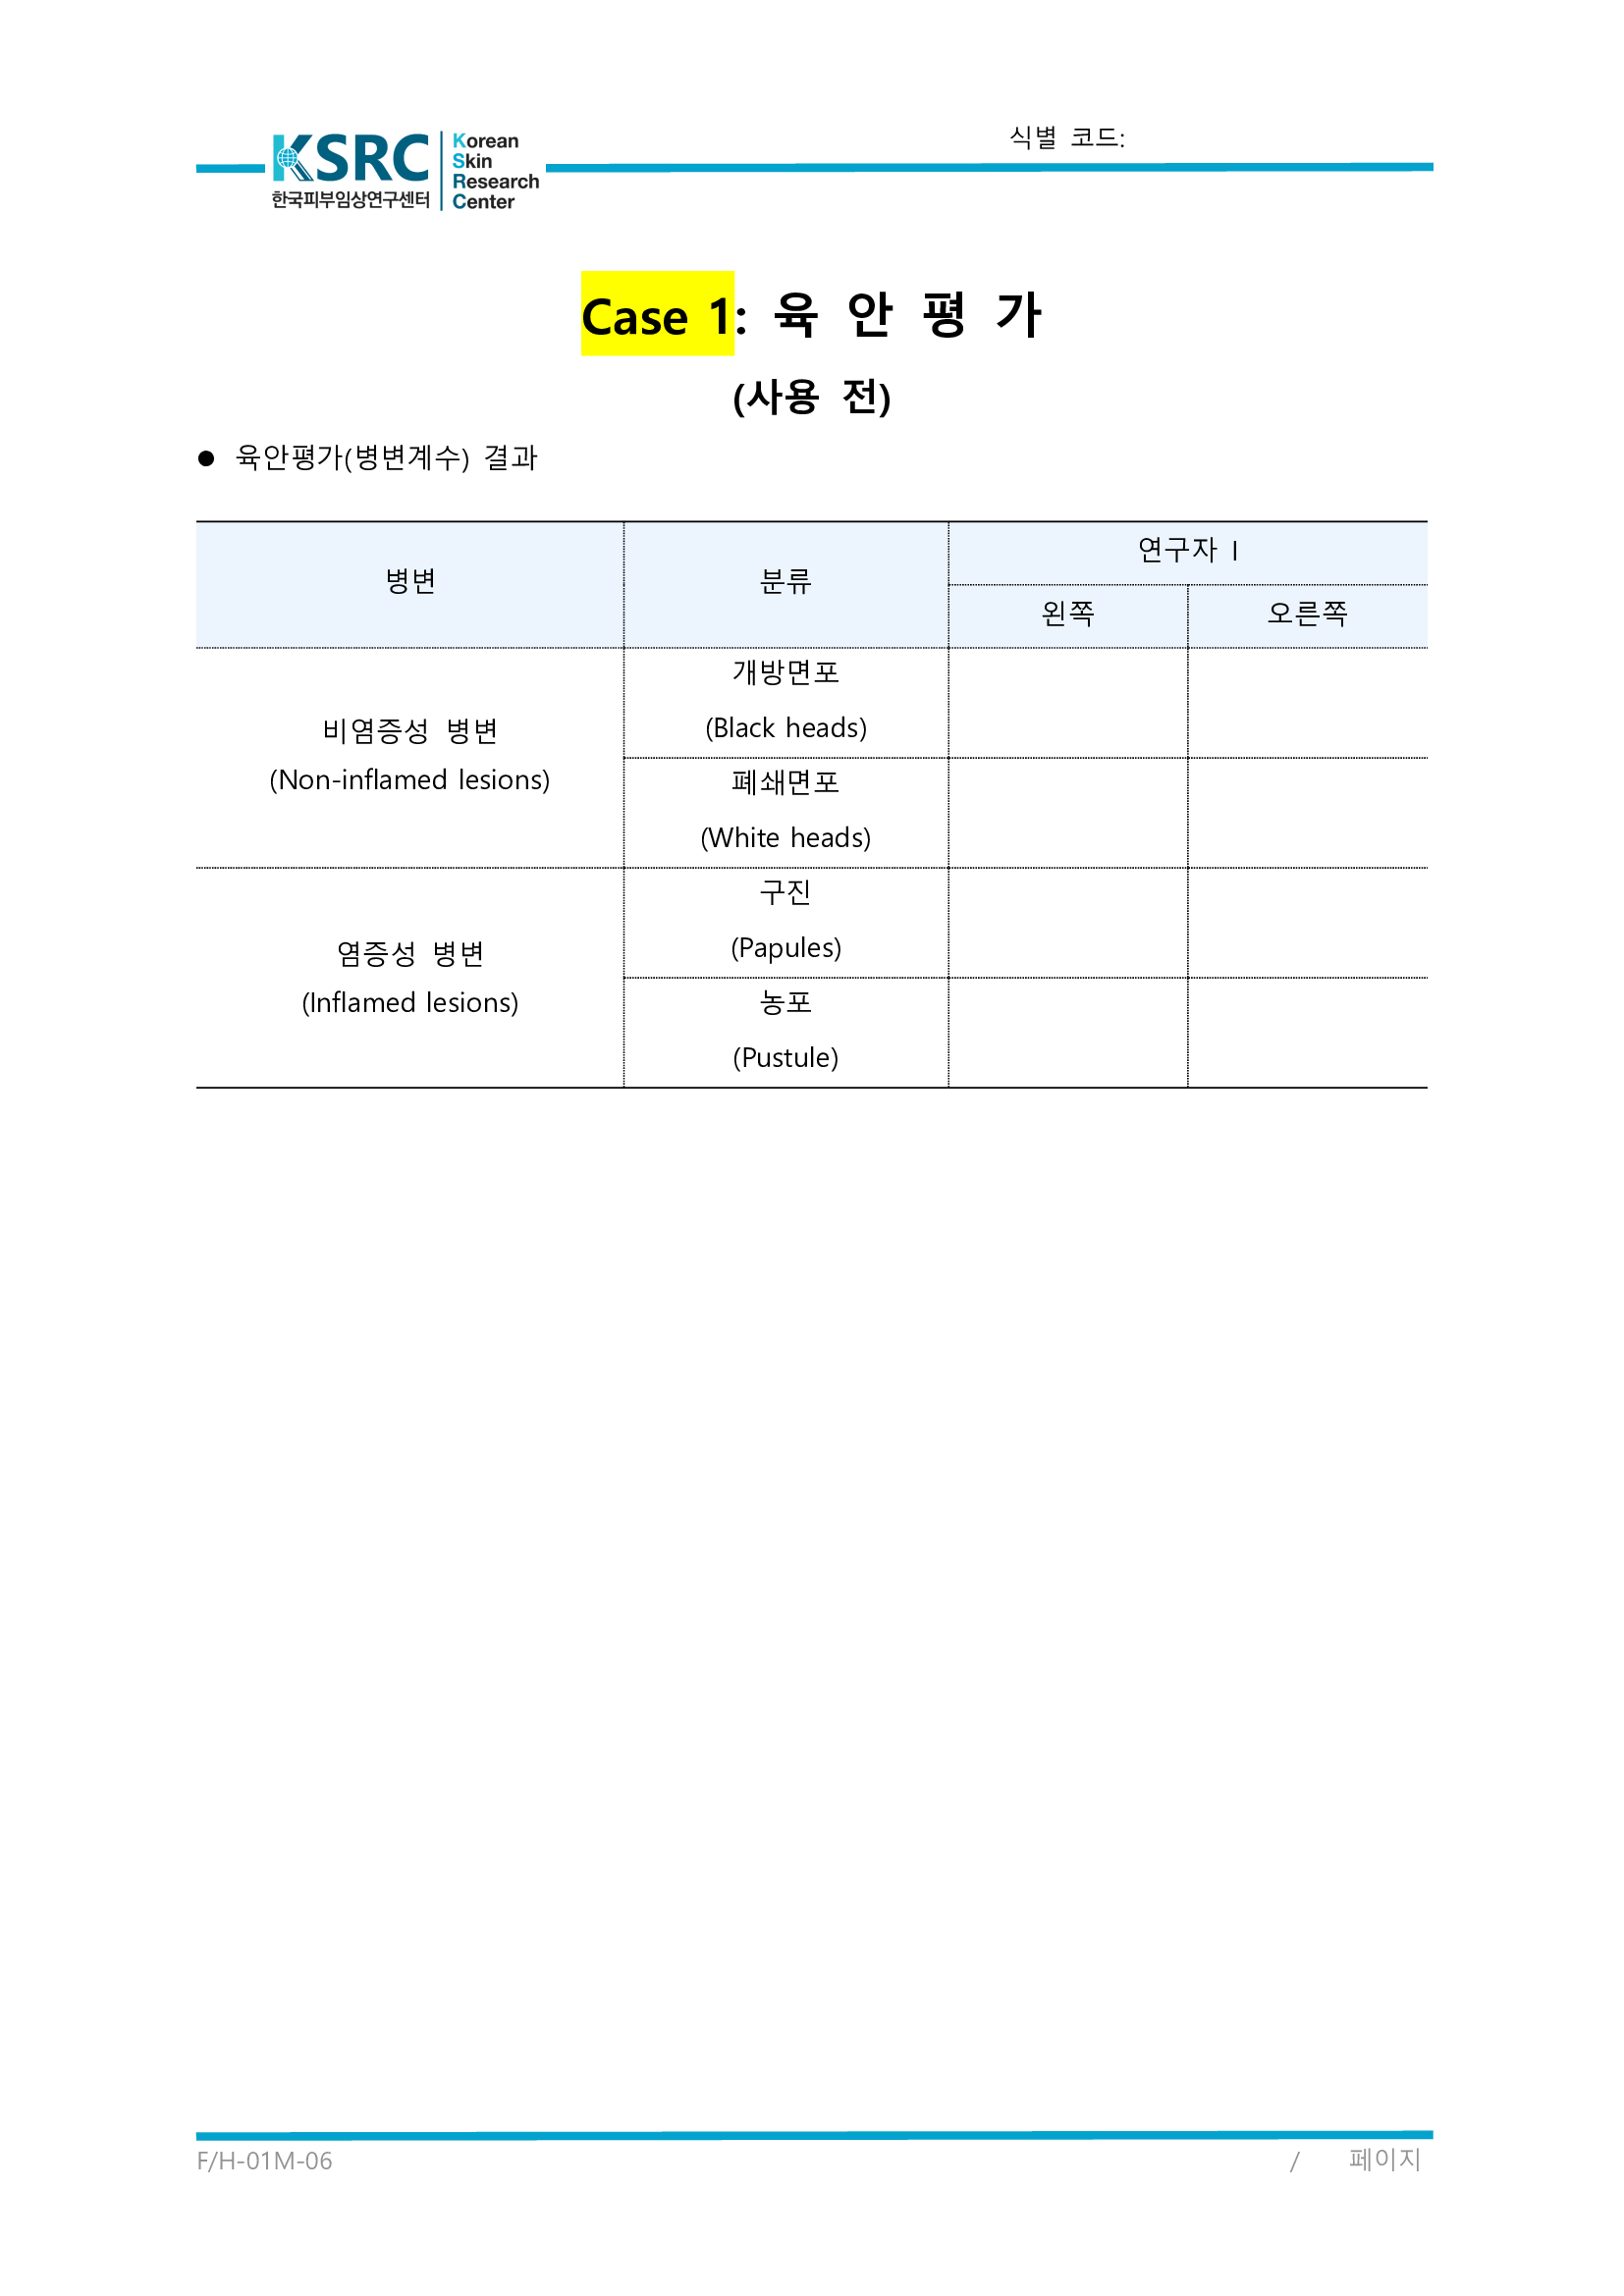 식별 코드:
KSRC
한국피부임상연구센터
Korean
Skin
Research
Center
Case 1: 육 안 평 가
(사용 전)
● 육안평가(병변계수) 결과
병변
분류
연구자 I
왼쪽
오른쪽
비염증성 병변
(Non-inflamed lesions)
개방면포
(Black heads)
폐쇄면포
(White heads)
염증성 병변
(Inflamed lesions)
구진
(Papules)
농포
(Pustule)
F/H-01M-06
/ 페이지